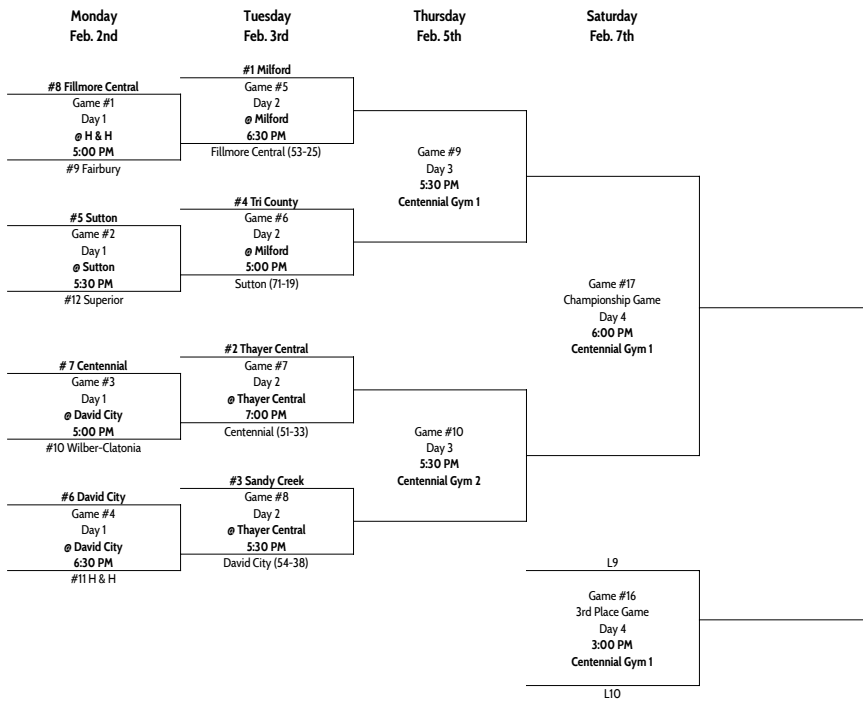 Monday
Feb. 2nd
Tuesday
Feb. 3rd
Thursday
Feb. 5th
Saturday
Feb. 7th
#8 Fillmore Central
Game #1
Day 1
@ H & H
5:00 PM
#9 Fairbury
#5 Sutton
Game #2
Day 1
@ Sutton
5:30 PM
#12 Superior
# 7 Centennial
Game #3
Day 1
@ David City
5:00 PM
#10 Wilber-Clatonia
#6 David City
Game #4
Day 1
@ David City
6:30 PM
#11 H & H
#1 Milford
Game #5
Day 2
@ Milford
6:30 PM
Fillmore Central (53-25)
#4 Tri County
Game #6
Day 2
@ Milford
5:00 PM
Sutton (71-19)
#2 Thayer Central
Game #7
Day 2
@ Thayer Central
7:00 PM
Centennial (51-33)
#3 Sandy Creek
Game #8
Day 2
@ Thayer Central
5:30 PM
David City (54-38)
Game #9
Day 3
5:30 PM
Centennial Gym 1
Game #10
Day 3
5:30 PM
Centennial Gym 2
Game #17
Championship Game
Day 4
6:00 PM
Centennial Gym 1
L9
Game #16
3rd Place Game
Day 4
3:00 PM
Centennial Gym 1
L10